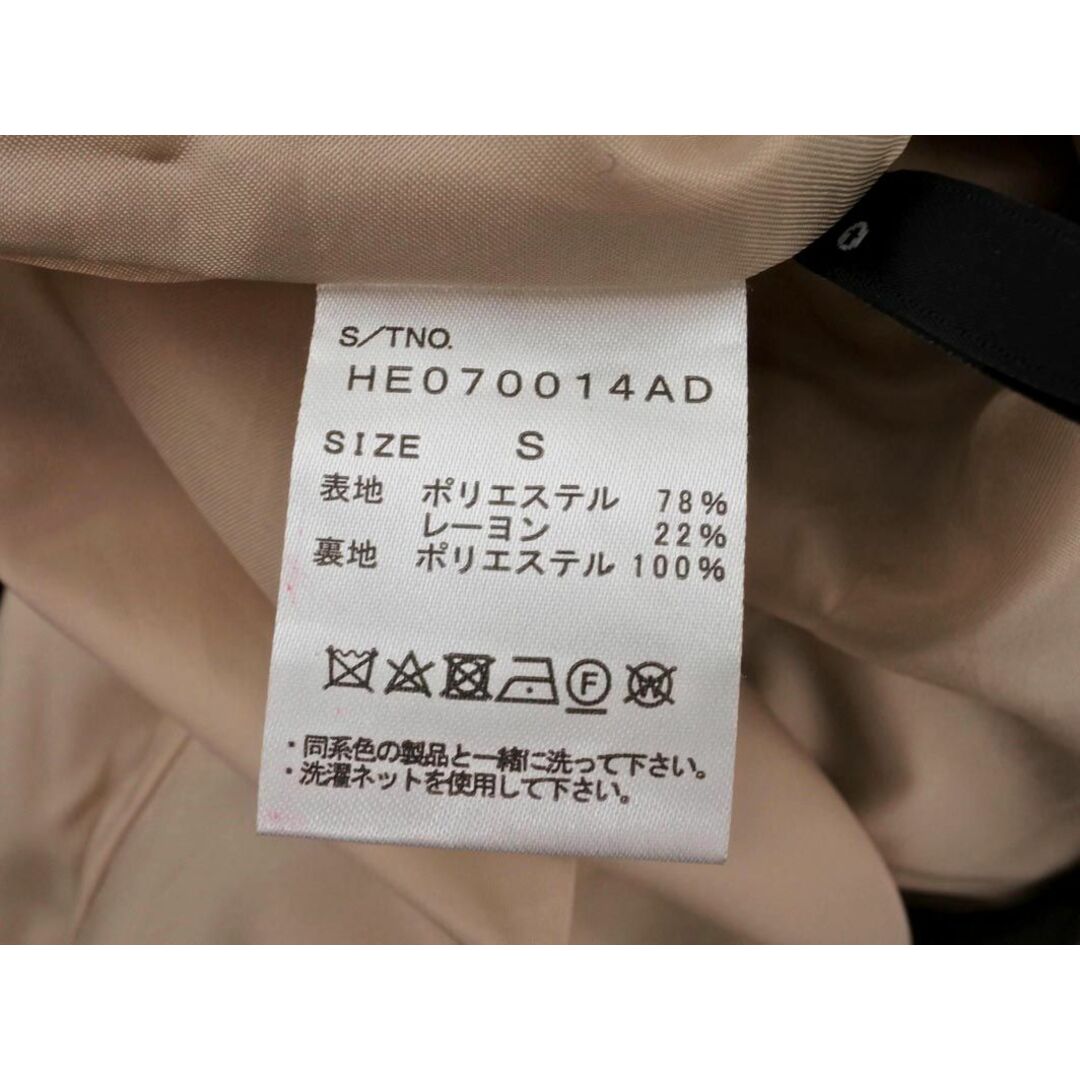 S/TNO.
HE070014AD
SIZE S
表地 ポリエステル 78%
レーヨン 22%
裏地 ポリエステル 100%
F W
・同系色の製品と一緒に洗って下さい。
・洗濯ネットを使用して下さい。